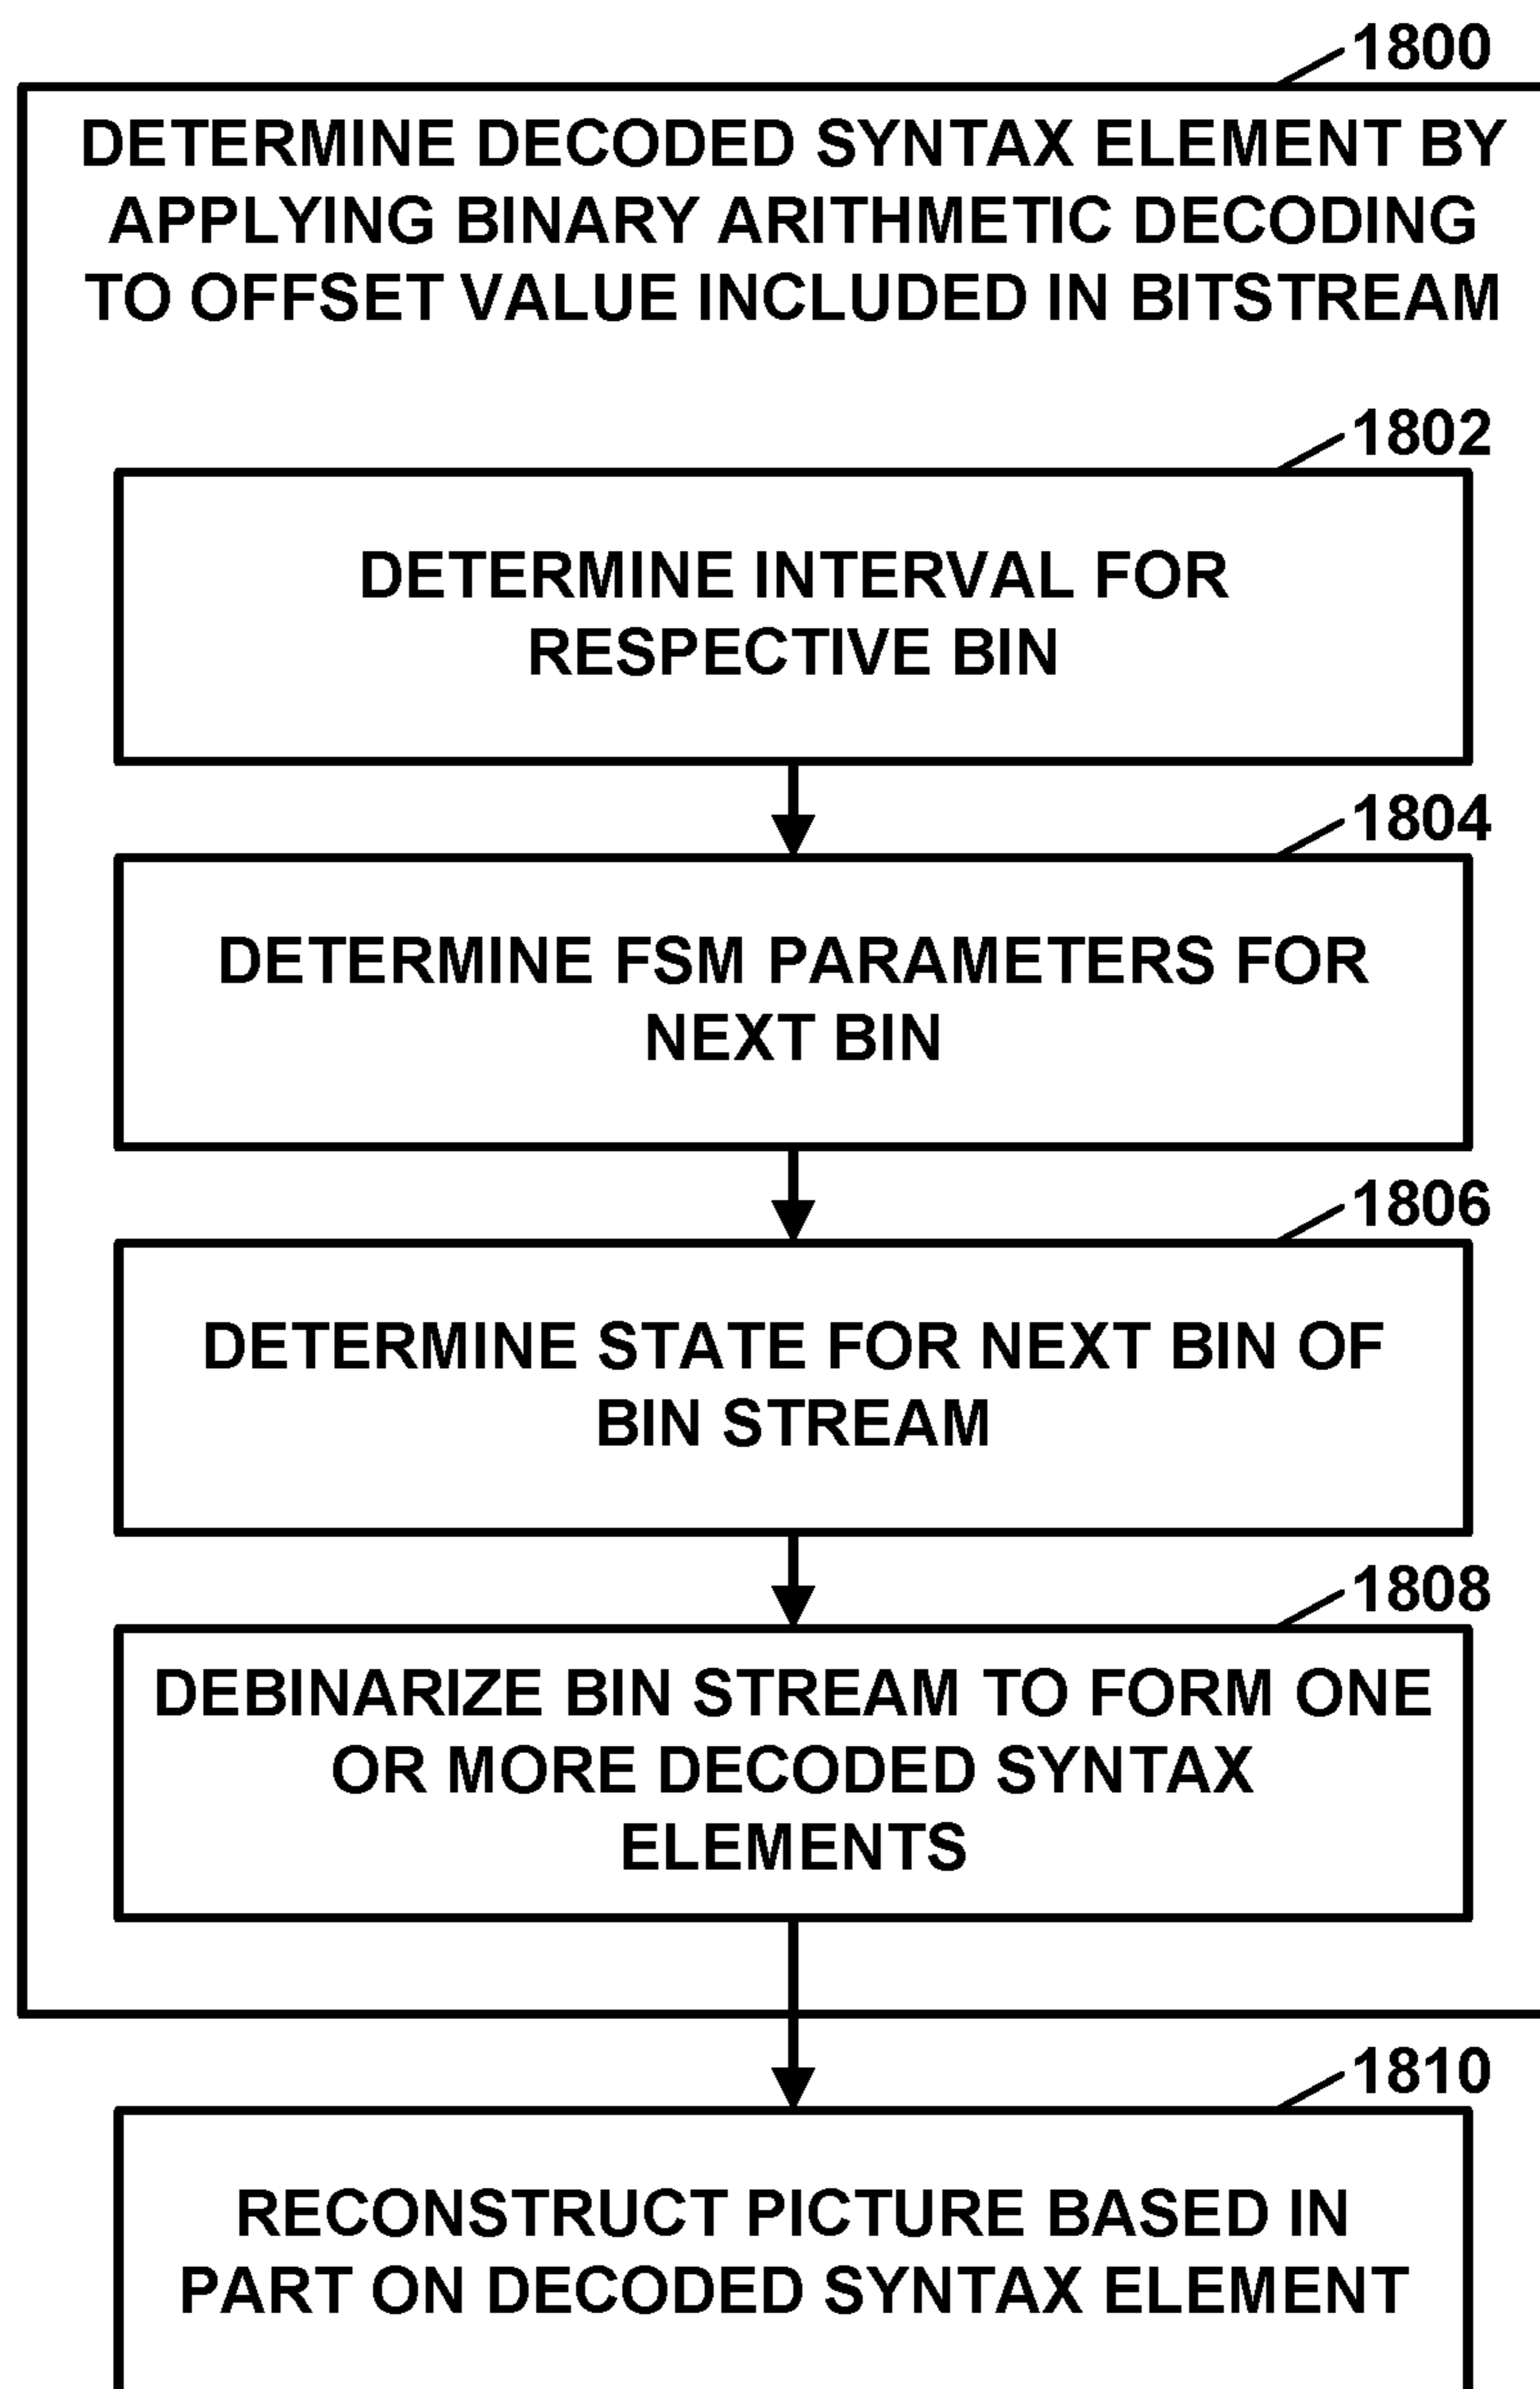 1800
DETERMINE DECODED SYNTAX ELEMENT BY
APPLYING BINARY ARITHMETIC DECODING
TO OFFSET VALUE INCLUDED IN BITSTREAM
1802
DETERMINE INTERVAL FOR
RESPECTIVE BIN
1804
DETERMINE FSM PARAMETERS FOR
NEXT BIN
1806
DETERMINE STATE FOR NEXT BIN OF
BIN STREAM
1808
DEBINARIZE BIN STREAM TO FORM ONE
OR MORE DECODED SYNTAX
ELEMENTS
1810
RECONSTRUCT PICTURE BASED IN
PART ON DECODED SYNTAX ELEMENT